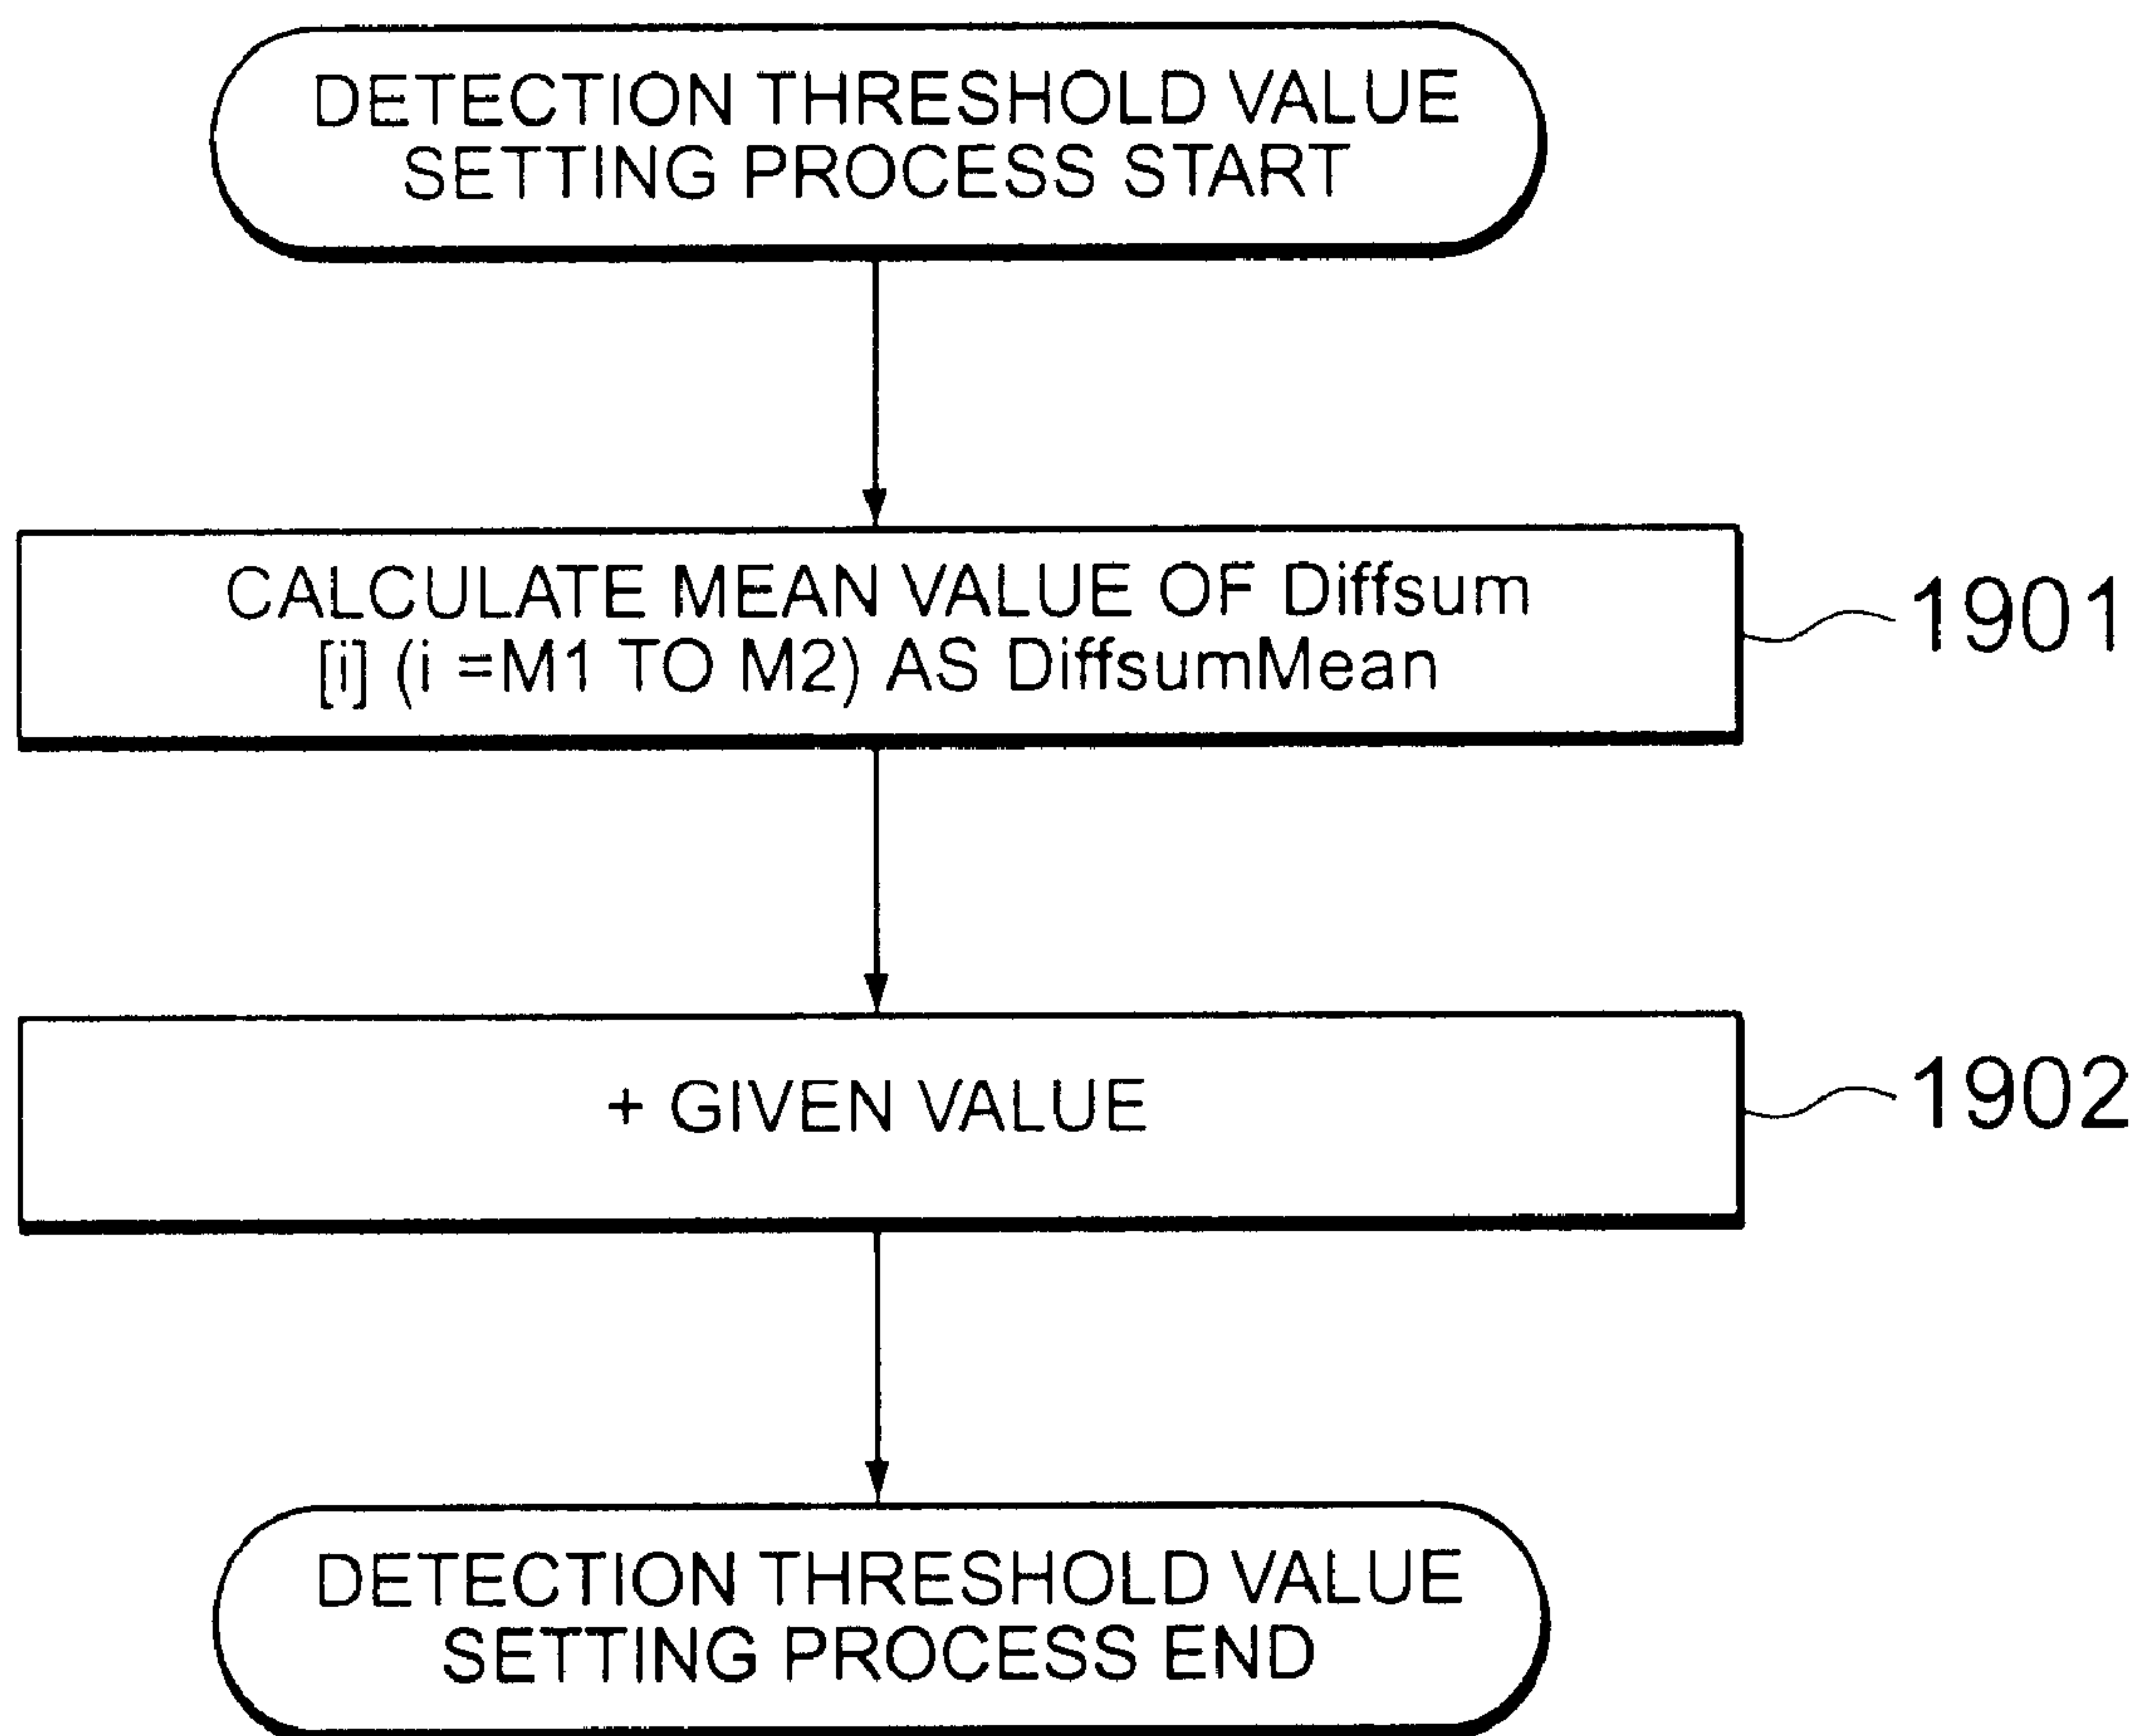 DETECTION THRESHOLD VALUE
SETTING PROCESS START
CALCULATE MEAN VALUE OF Diffsum
[i] (i =M1 TO M2) AS DiffsumMean
1901
+ GIVEN VALUE
1902
DETECTION THRESHOLD VALUE
SETTING PROCESS END